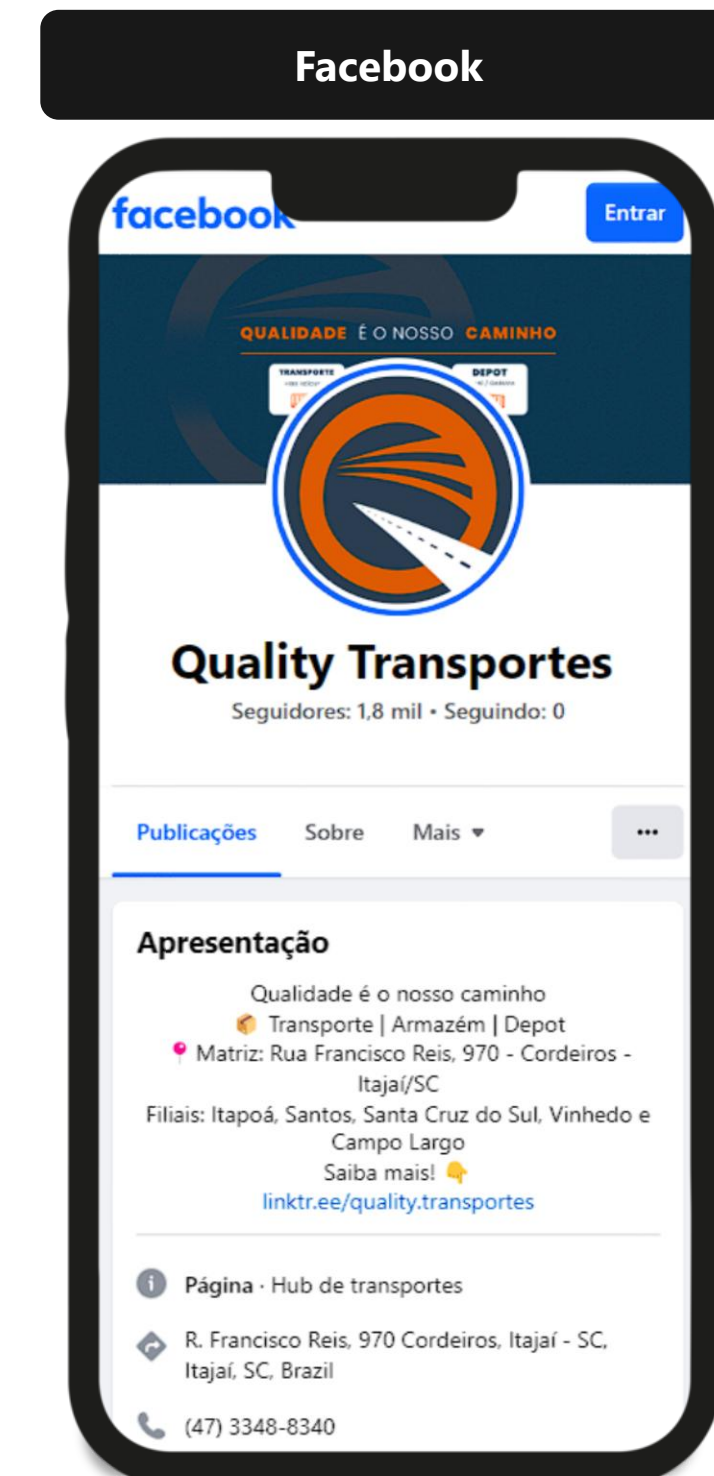 Facebook
facebook
Entrar
QUALIDADE É O NOSSO CAMINHO
TRANSPORTE
DEPOT
Quality Transportes
Seguidores: 1,8 mil • Seguindo: 0
Publicações Sobre Mais ▼ •••
Apresentação
Qualidade é o nosso caminho
📦 Transporte | Armazém | Depot
📍 Matriz: Rua Francisco Reis, 970 - Cordeiros -
Itajaí/SC
Filiais: Itapoá, Santos, Santa Cruz do Sul, Vinhedo e
Campo Largo
Saiba mais! 👇
linktr.ee/quality.transportes
Página · Hub de transportes
R. Francisco Reis, 970 Cordeiros, Itajaí - SC,
Itajaí, SC, Brazil
(47) 3348-8340